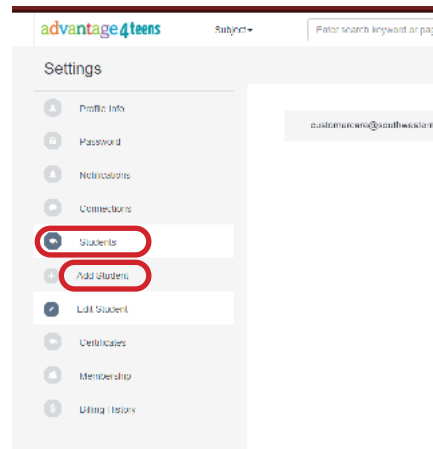 advantage4teens Subject Enter search keyword or pag
Settings
Profile Info
Password
customercare@southwestern
Notifications
Connections
Students
Add Student
Edit Student
Certificates
Membership
Billing History